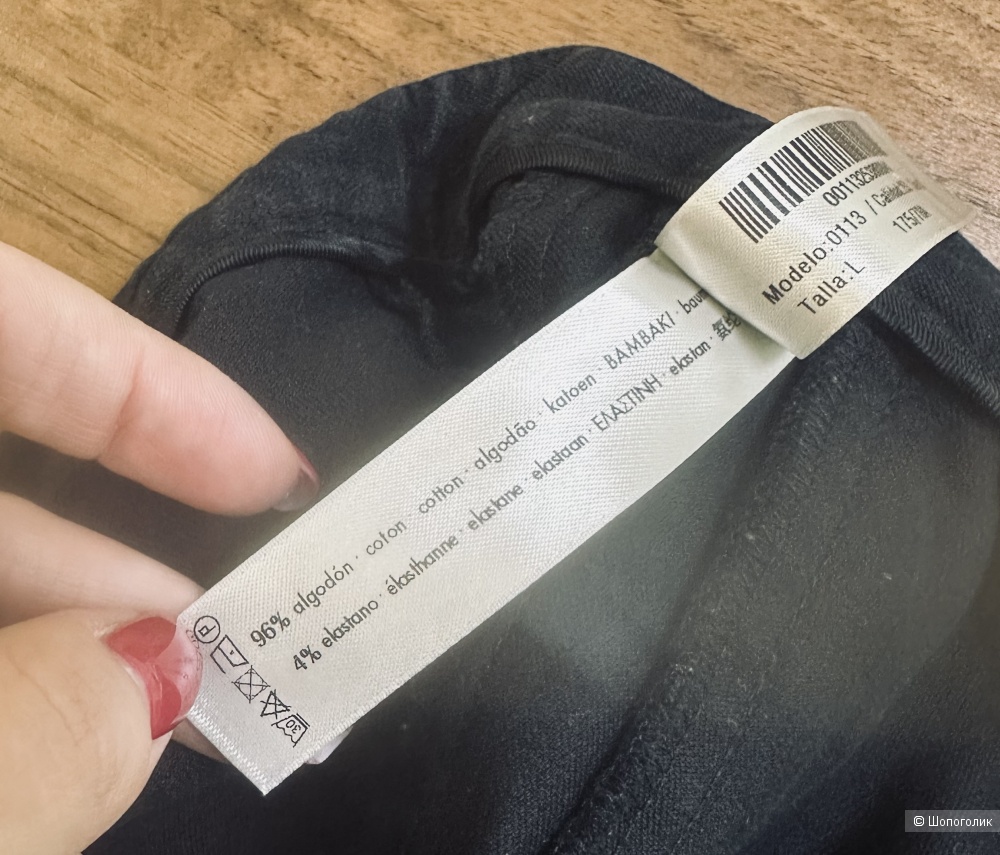 Modelo:0113 /
Talla:L
96% algodón · coton · cotton · algodão · katoen · BAMBAKI ·
4% elastano · élasthanne · elastane · elastaan · ΕΛΑΣΤΙΝΗ · elastan ·
P
30
© Шопоголик